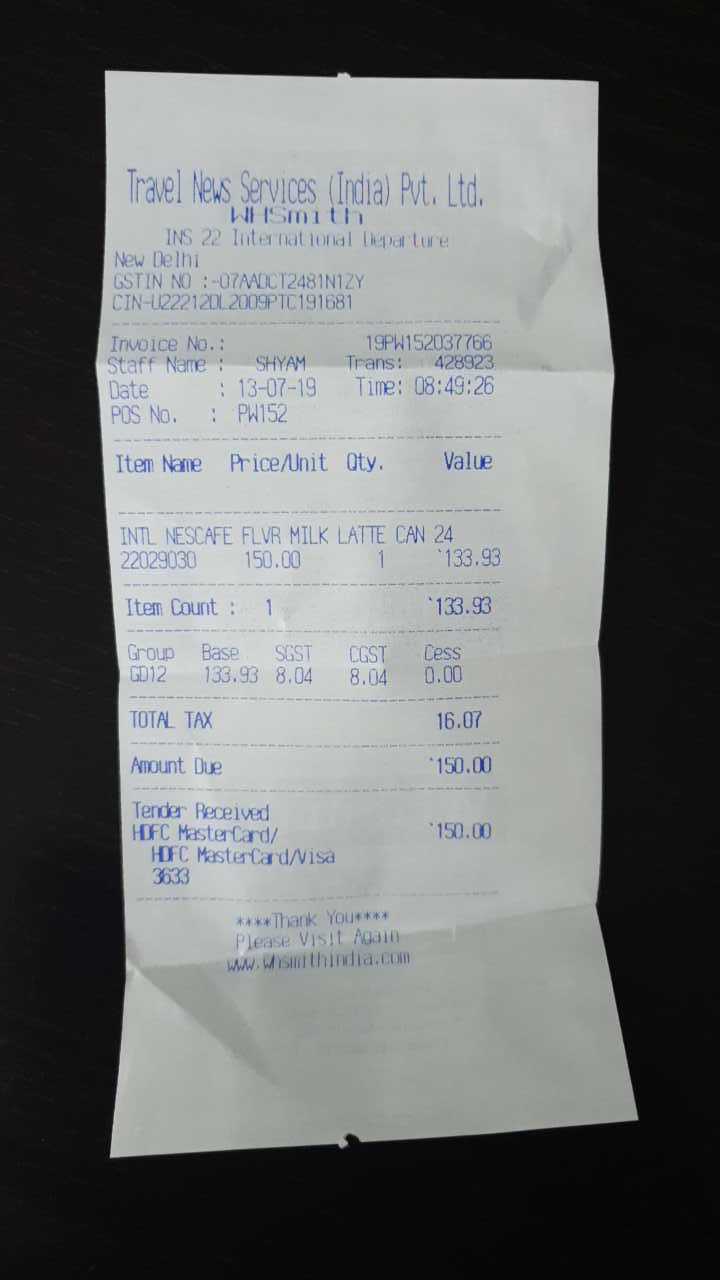 Travel News Services (India) Pvt. Ltd.
WHSmith
INS 22 International Departure
New Delhi
GSTIN NO :-07AADCT2481N1ZY
CIN-U22212DL2009PTC191681
Invoice No.: 19PW152037766
Staff Name : SHYAM Trans: 428923
Date : 13-07-19 Time: 08:49:26
POS No. : PW152
Item Name Price/Unit Qty. Value
INTL NESCAFE FLVR MILK LATTE CAN 24
22029030 150.00 1 `133.93
Item Count : 1 `133.93
Group Base SGST CGST Cess
GD12 133.93 8.04 8.04 0.00
TOTAL TAX 16.07
Amount Due `150.00
Tender Received
HDFC MasterCard/ `150.00
HDFC MasterCard/Visa
3633
****Thank You****
Please Visit Again
www.whsmithindia.com